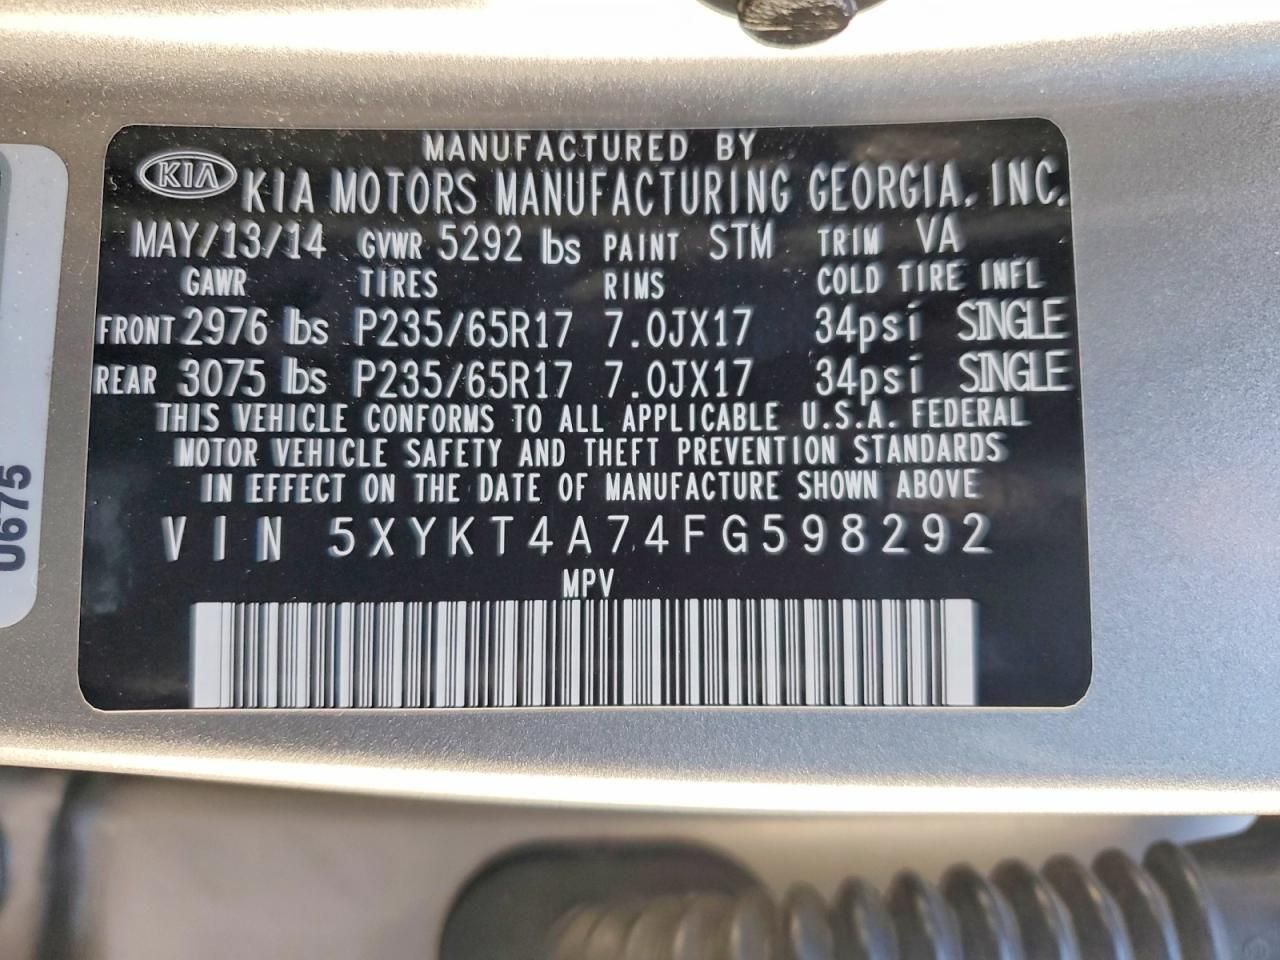 MANUFACTURED BY
KIA KIA MOTORS MANUFACTURING GEORGIA, INC.
MAY/13/14 GVWR 5292 lbs PAINT STM TRIM VA
GAWR TIRES RIMS COLD TIRE INFL
FRONT 2976 lbs P235/65R17 7.0JX17 34psi SINGLE
REAR 3075 lbs P235/65R17 7.0JX17 34psi SINGLE
THIS VEHICLE CONFORMS TO ALL APPLICABLE U.S.A. FEDERAL
MOTOR VEHICLE SAFETY AND THEFT PREVENTION STANDARDS
IN EFFECT ON THE DATE OF MANUFACTURE SHOWN ABOVE
VIN 5XYKT4A74FG598292
MPV
0675